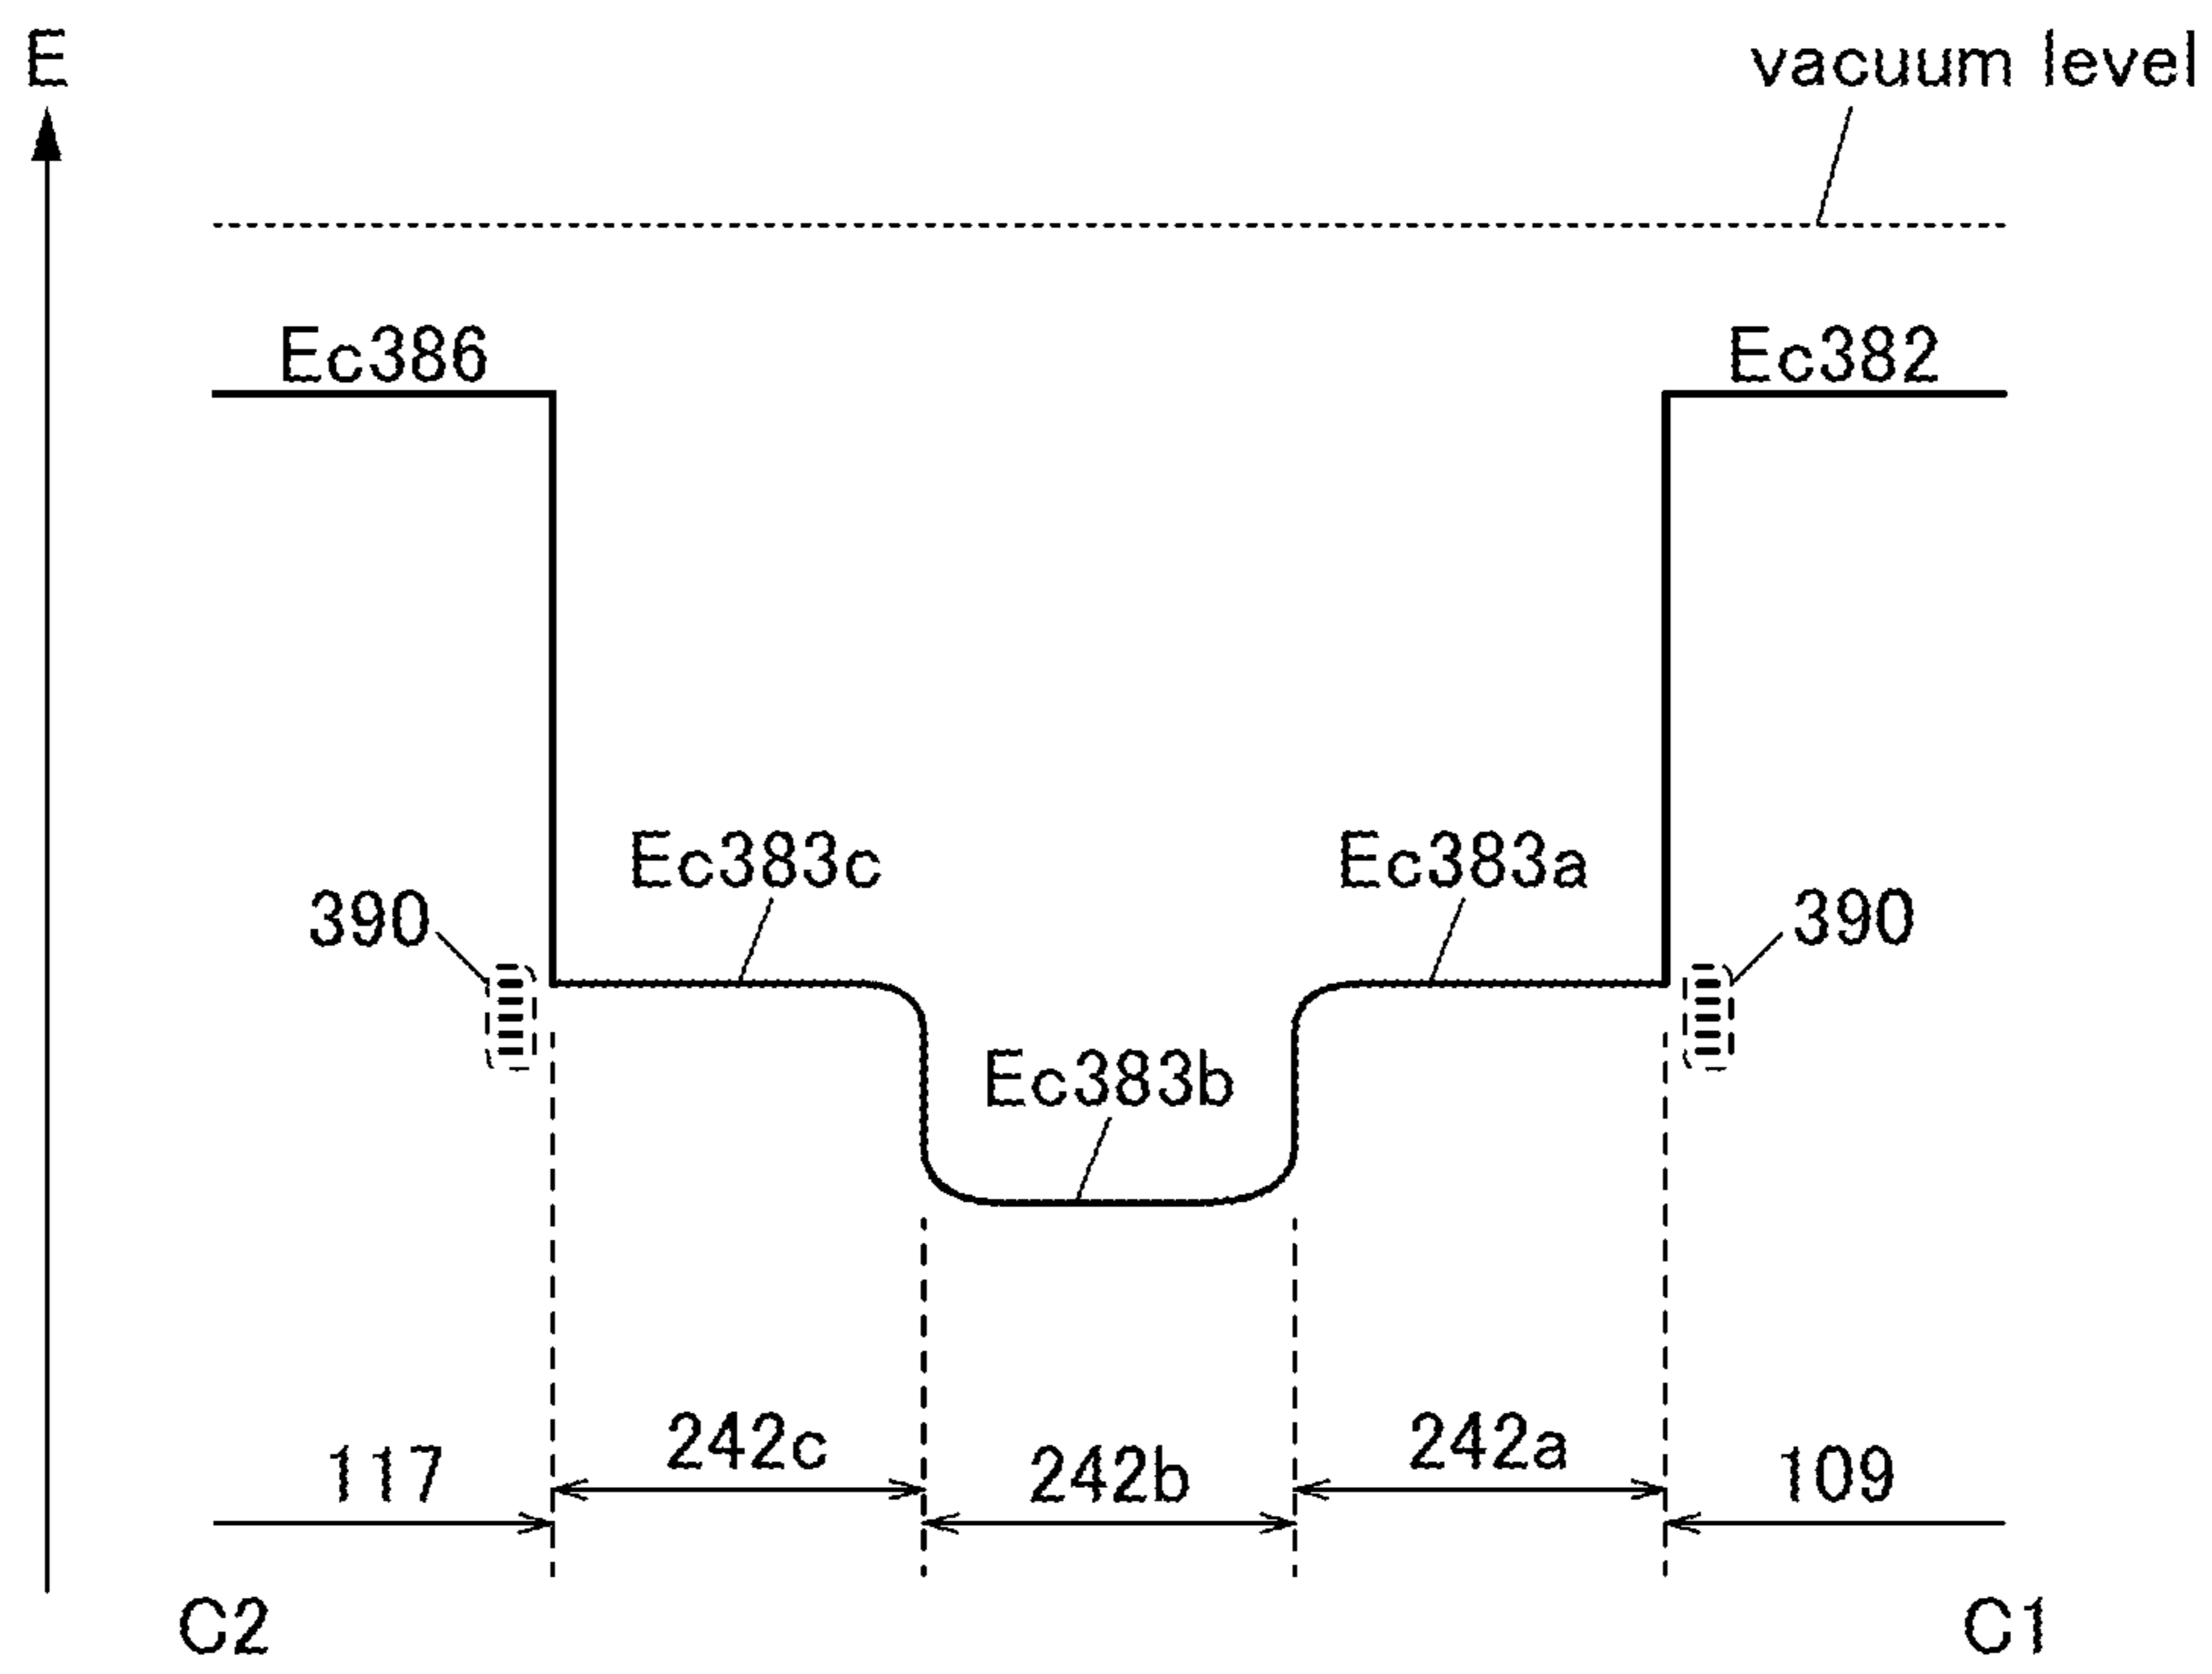 E
vacuum level
Ec386
Ec382
Ec383c
Ec383a
390
390
Ec383b
117
242c
242b
242a
109
C2
C1